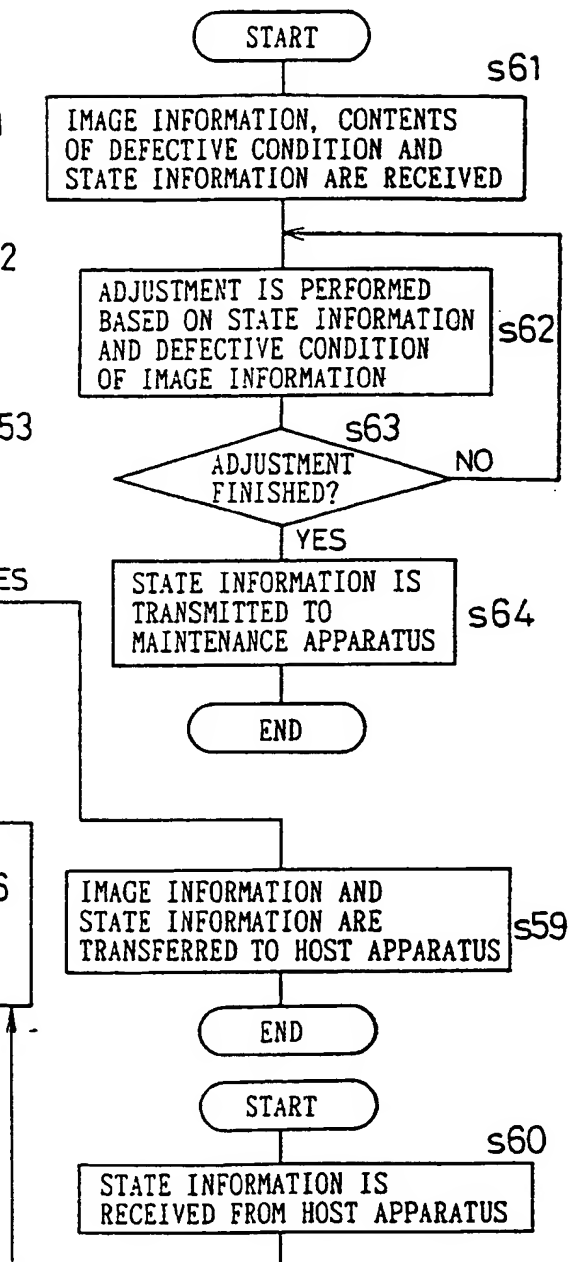 START
s61
IMAGE INFORMATION, CONTENTS
OF DEFECTIVE CONDITION AND
STATE INFORMATION ARE RECEIVED
2
ADJUSTMENT IS PERFORMED
BASED ON STATE INFORMATION
AND DEFECTIVE CONDITION
OF IMAGE INFORMATION
s62
53
s63
ADJUSTMENT
FINISHED?
NO
YES
ES
STATE INFORMATION IS
TRANSMITTED TO
MAINTENANCE APPARATUS
s64
END
6
IMAGE INFORMATION AND
STATE INFORMATION ARE
TRANSFERRED TO HOST APPARATUS
s59
END
START
s60
STATE INFORMATION IS
RECEIVED FROM HOST APPARATUS